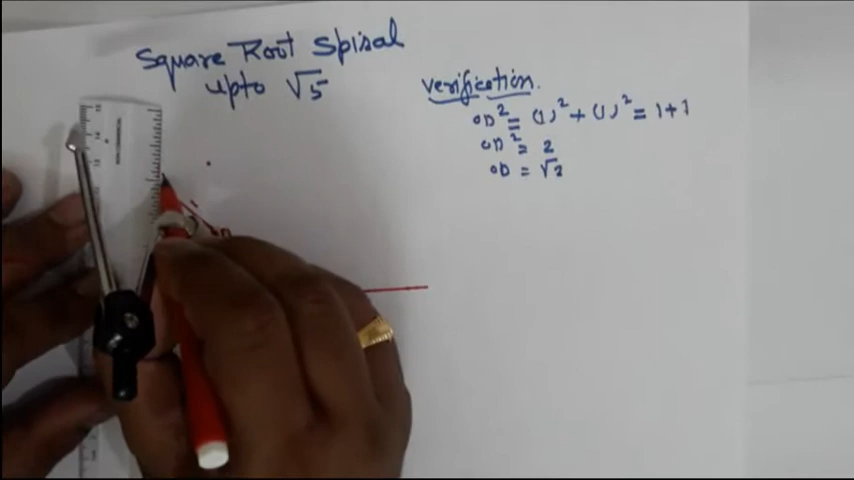 Square Root Spiral
upto √5
verification.
OD² = (1)² + (1)² = 1+1
OD² = 2
OD = √2